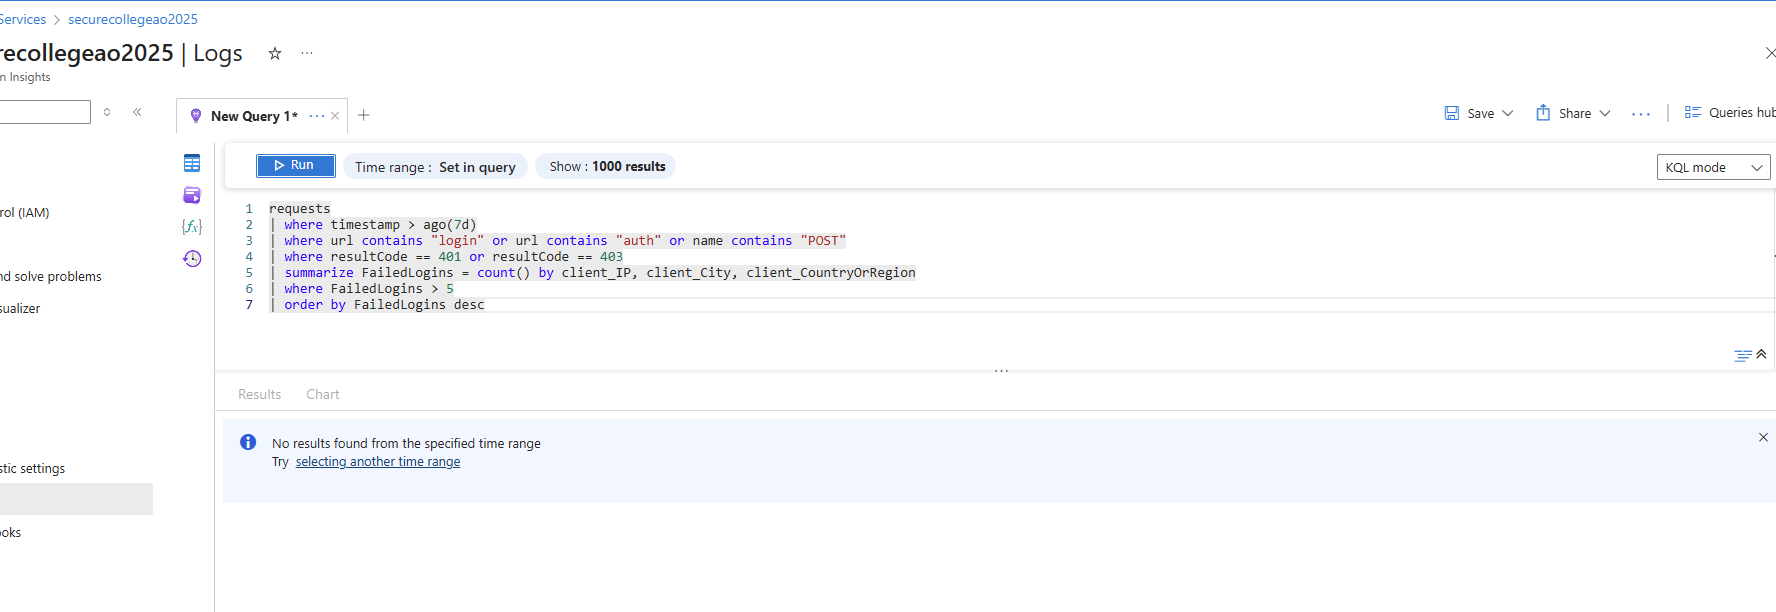 Services > securecollegeao2025
recollegeao2025 | Logs
n Insights
New Query 1*
Save
Share
Queries hub
Run
Time range : Set in query
Show : 1000 results
KQL mode
1 requests
2 | where timestamp > ago(7d)
3 | where url contains "login" or url contains "auth" or name contains "POST"
4 | where resultCode == 401 or resultCode == 403
5 | summarize FailedLogins = count() by client_IP, client_City, client_CountryOrRegion
6 | where FailedLogins > 5
7 | order by FailedLogins desc
rol (IAM)
nd solve problems
sualizer
stic settings
ooks
Results
Chart
No results found from the specified time range
Try selecting another time range